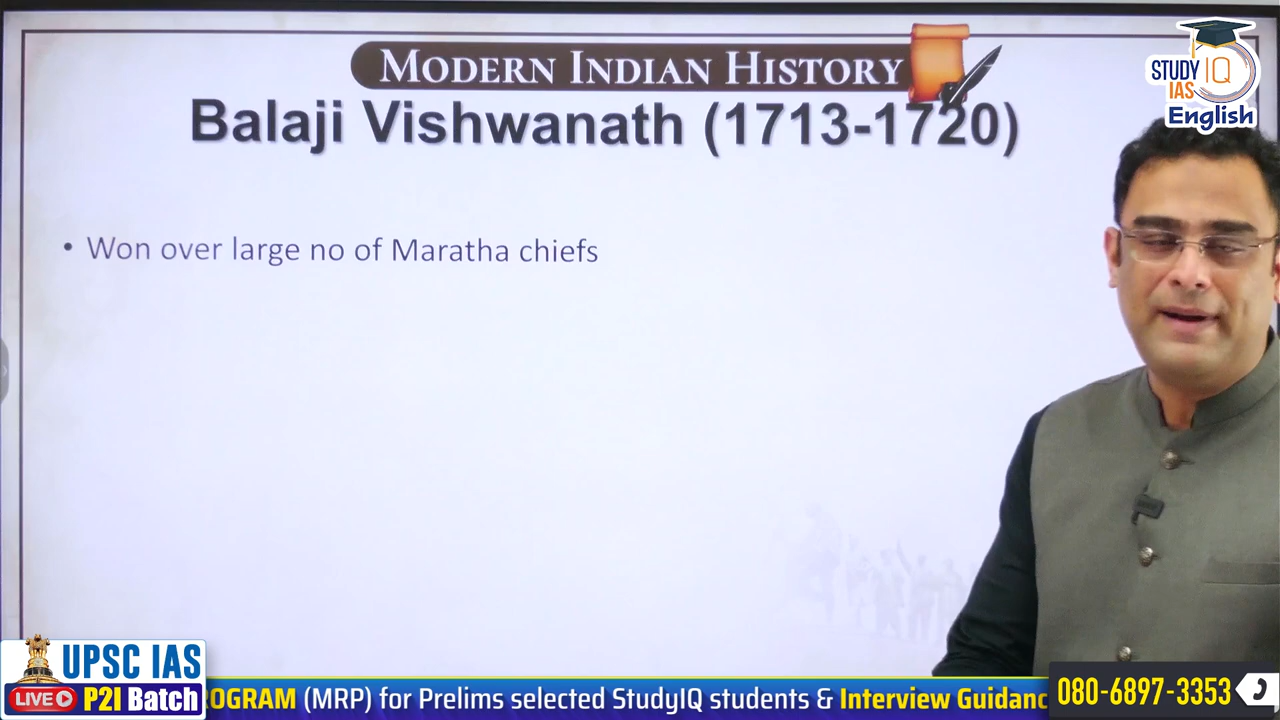 MODERN INDIAN HISTORY
Balaji Vishwanath (1713-1720)
• Won over large no of Maratha chiefs
STUDY IQ
IAS
English
UPSC IAS
LIVE P2I Batch
ROGRAM (MRP) for Prelims selected StudyIQ students & Interview Guidanc
080-6897-3353